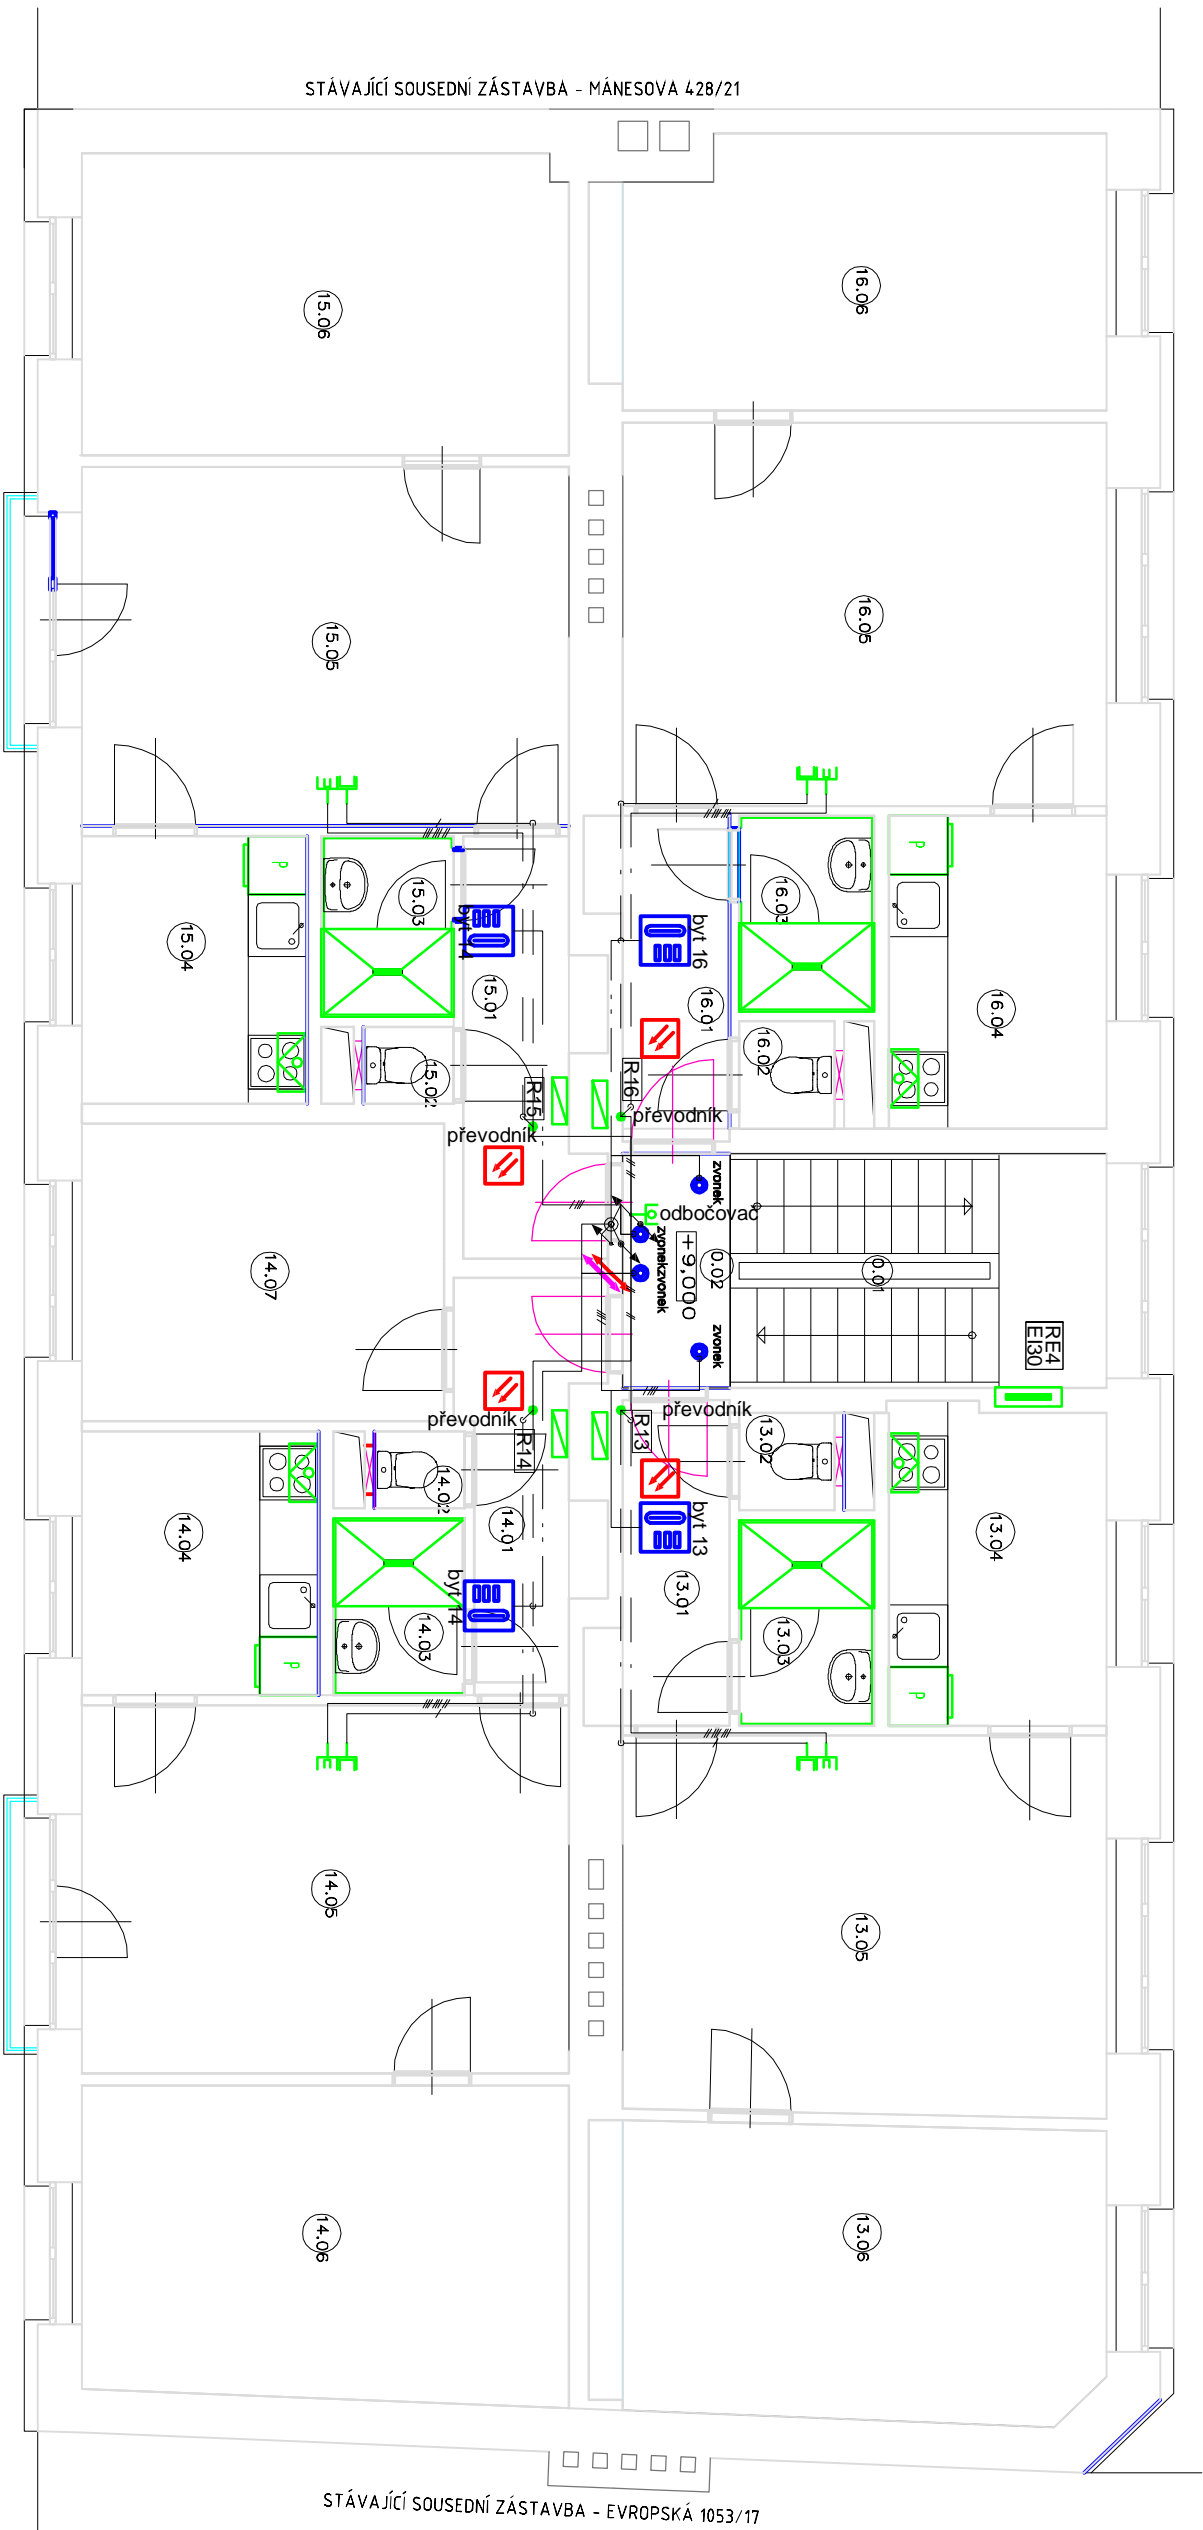 STÁVAJÍCÍ SOUSEDNÍ ZÁSTAVBA - MÁNESOVA 428/21
16.06
15.06
16.05
15.05
P
P
16.03
15.03
byt 14
byt 16
15.04
15.01
16.01
16.04
16.02
15.02
R15
R16
převodník
převodník
zvonek
odbočovač
zvonek
zvonek
+9,000
0.02
0.01
14.07
zvonek
RE4
EI30
převodník
převodník
R14
R13
13.02
14.02
14.04
14.01
byt 13
13.04
13.01
byt 14
14.03
13.03
P
P
14.05
13.05
14.06
13.06
STÁVAJÍCÍ SOUSEDNÍ ZÁSTAVBA - EVROPSKÁ 1053/17